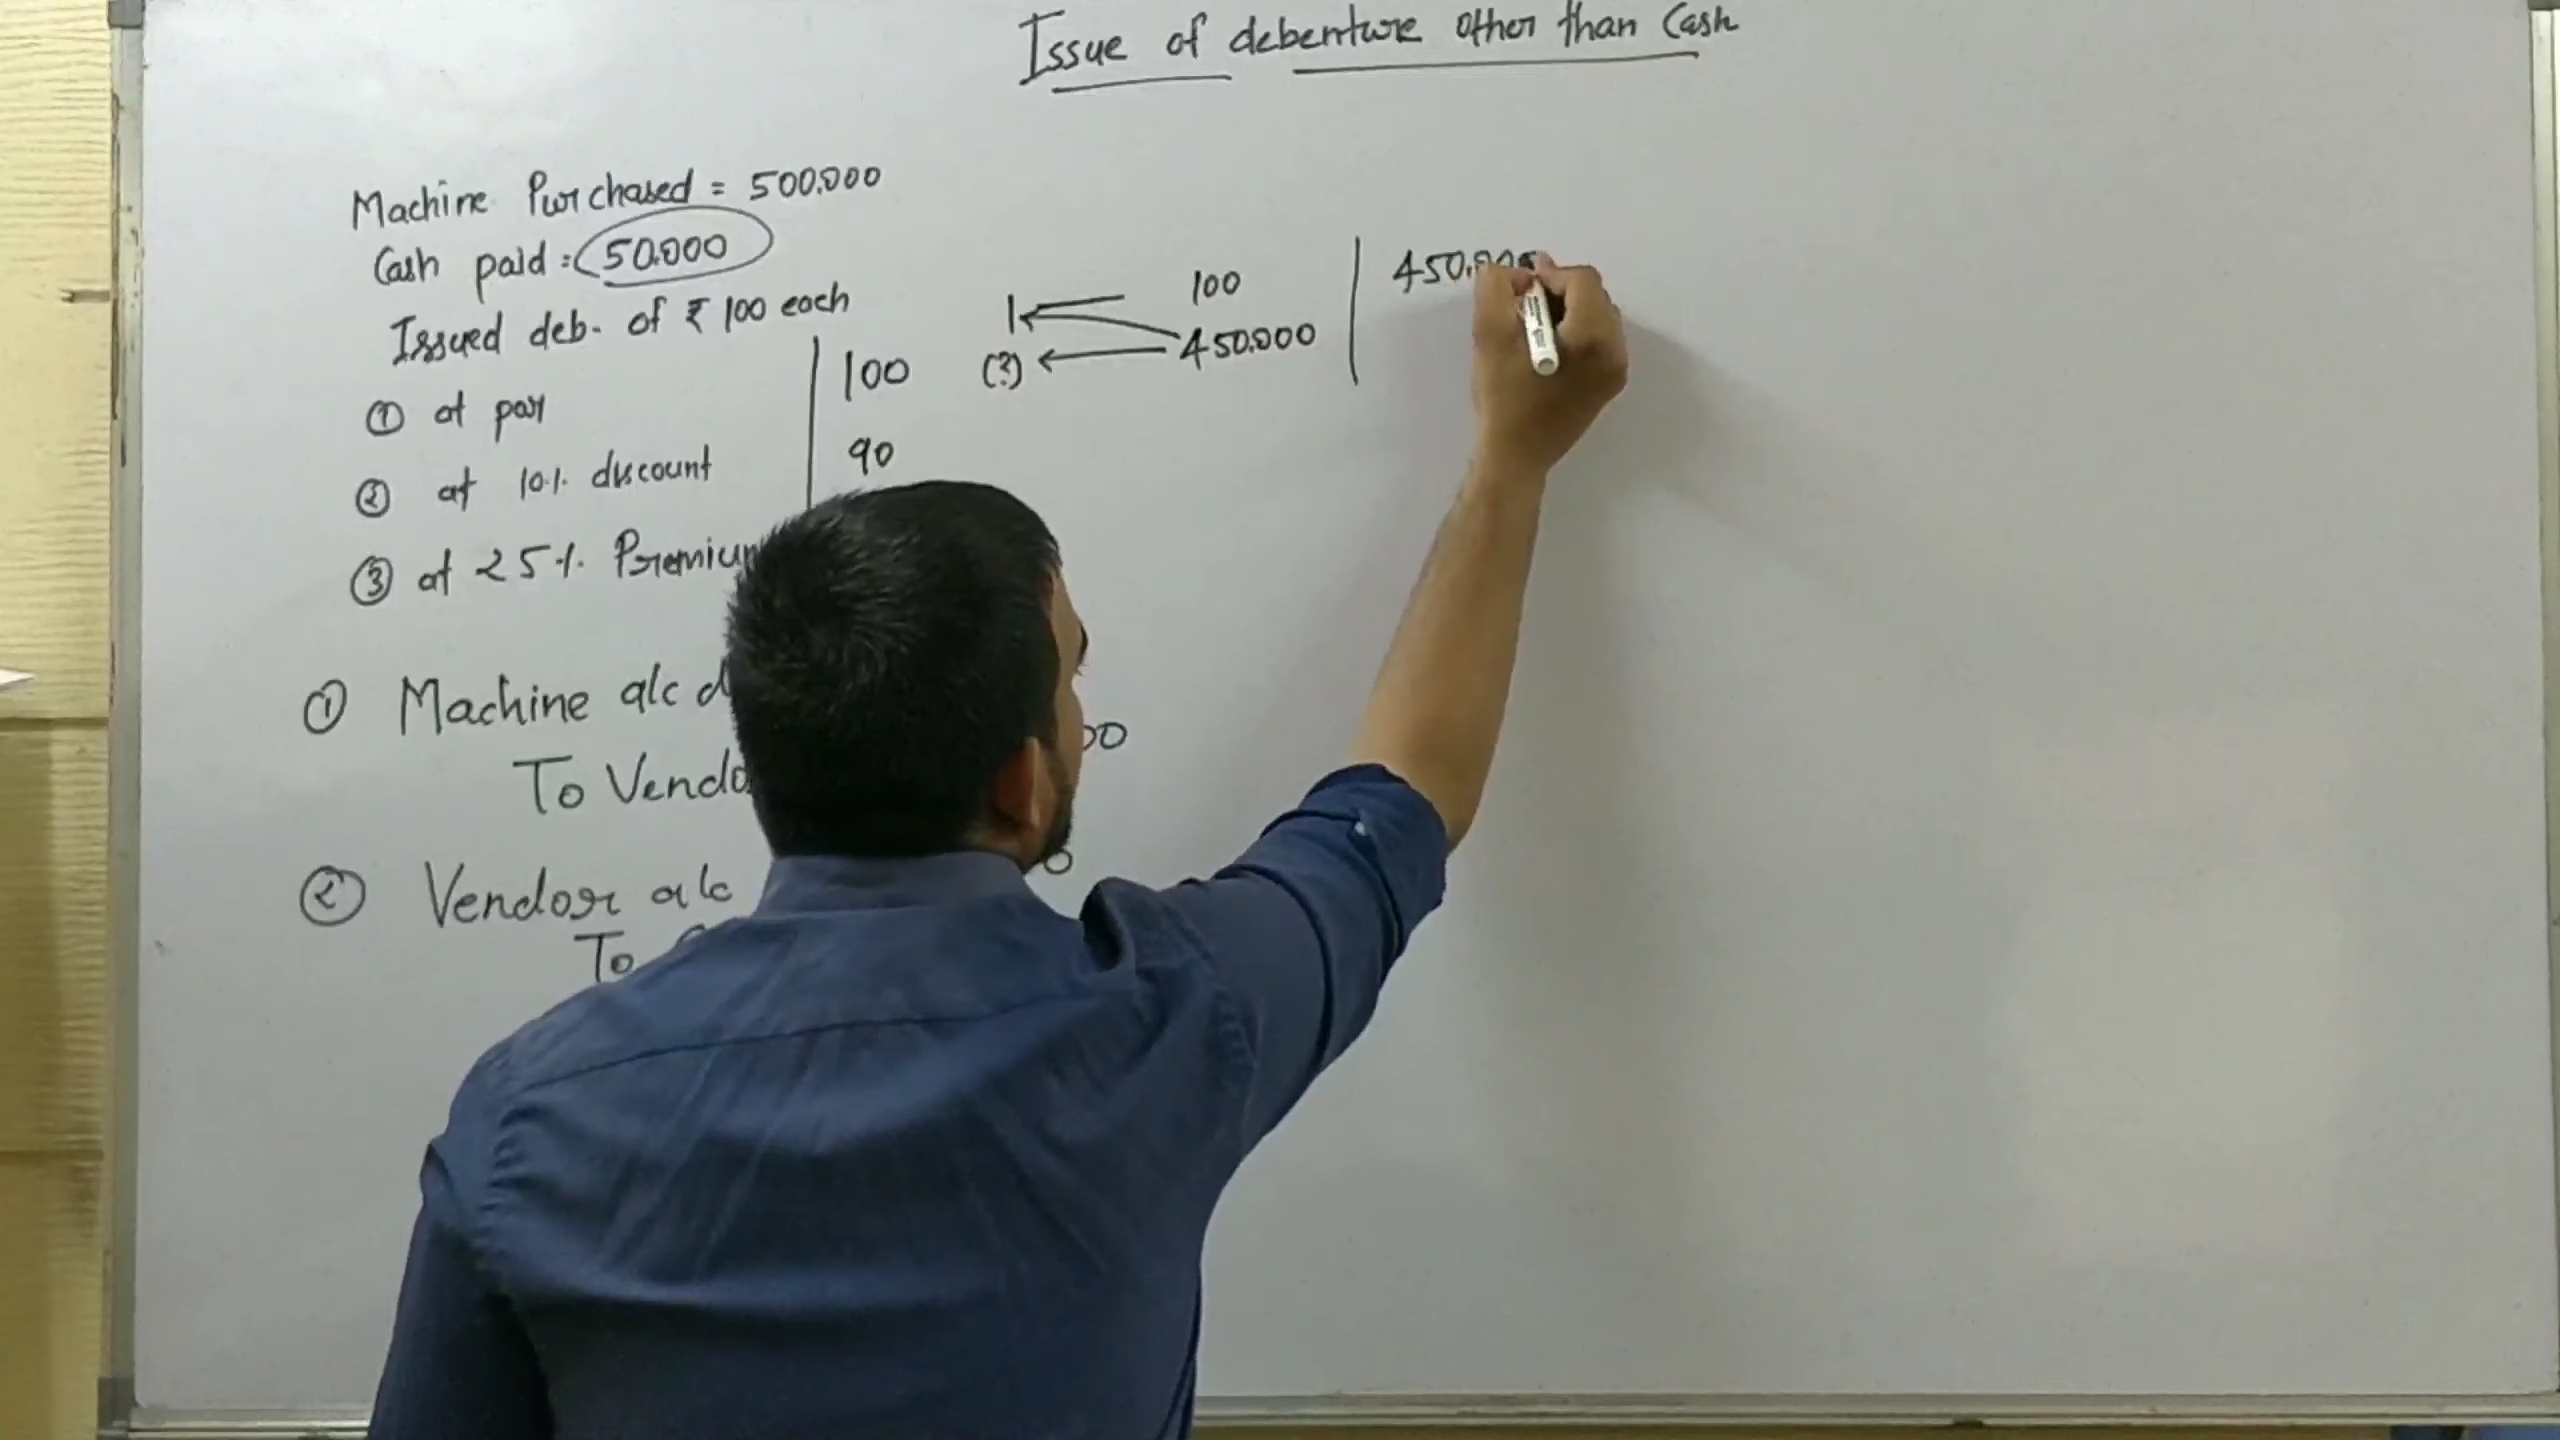 Issue of debenture other than Cash
Machine Purchased = 500.000
Cash paid = 50.000
Issued deb. of ₹ 100 each
① at par
② at 10%. discount
③ at 25%. Premium
100
90
1 100
(?) 450.000
450.00
① Machine a/c
To Vendo
② Vendor a/c
To